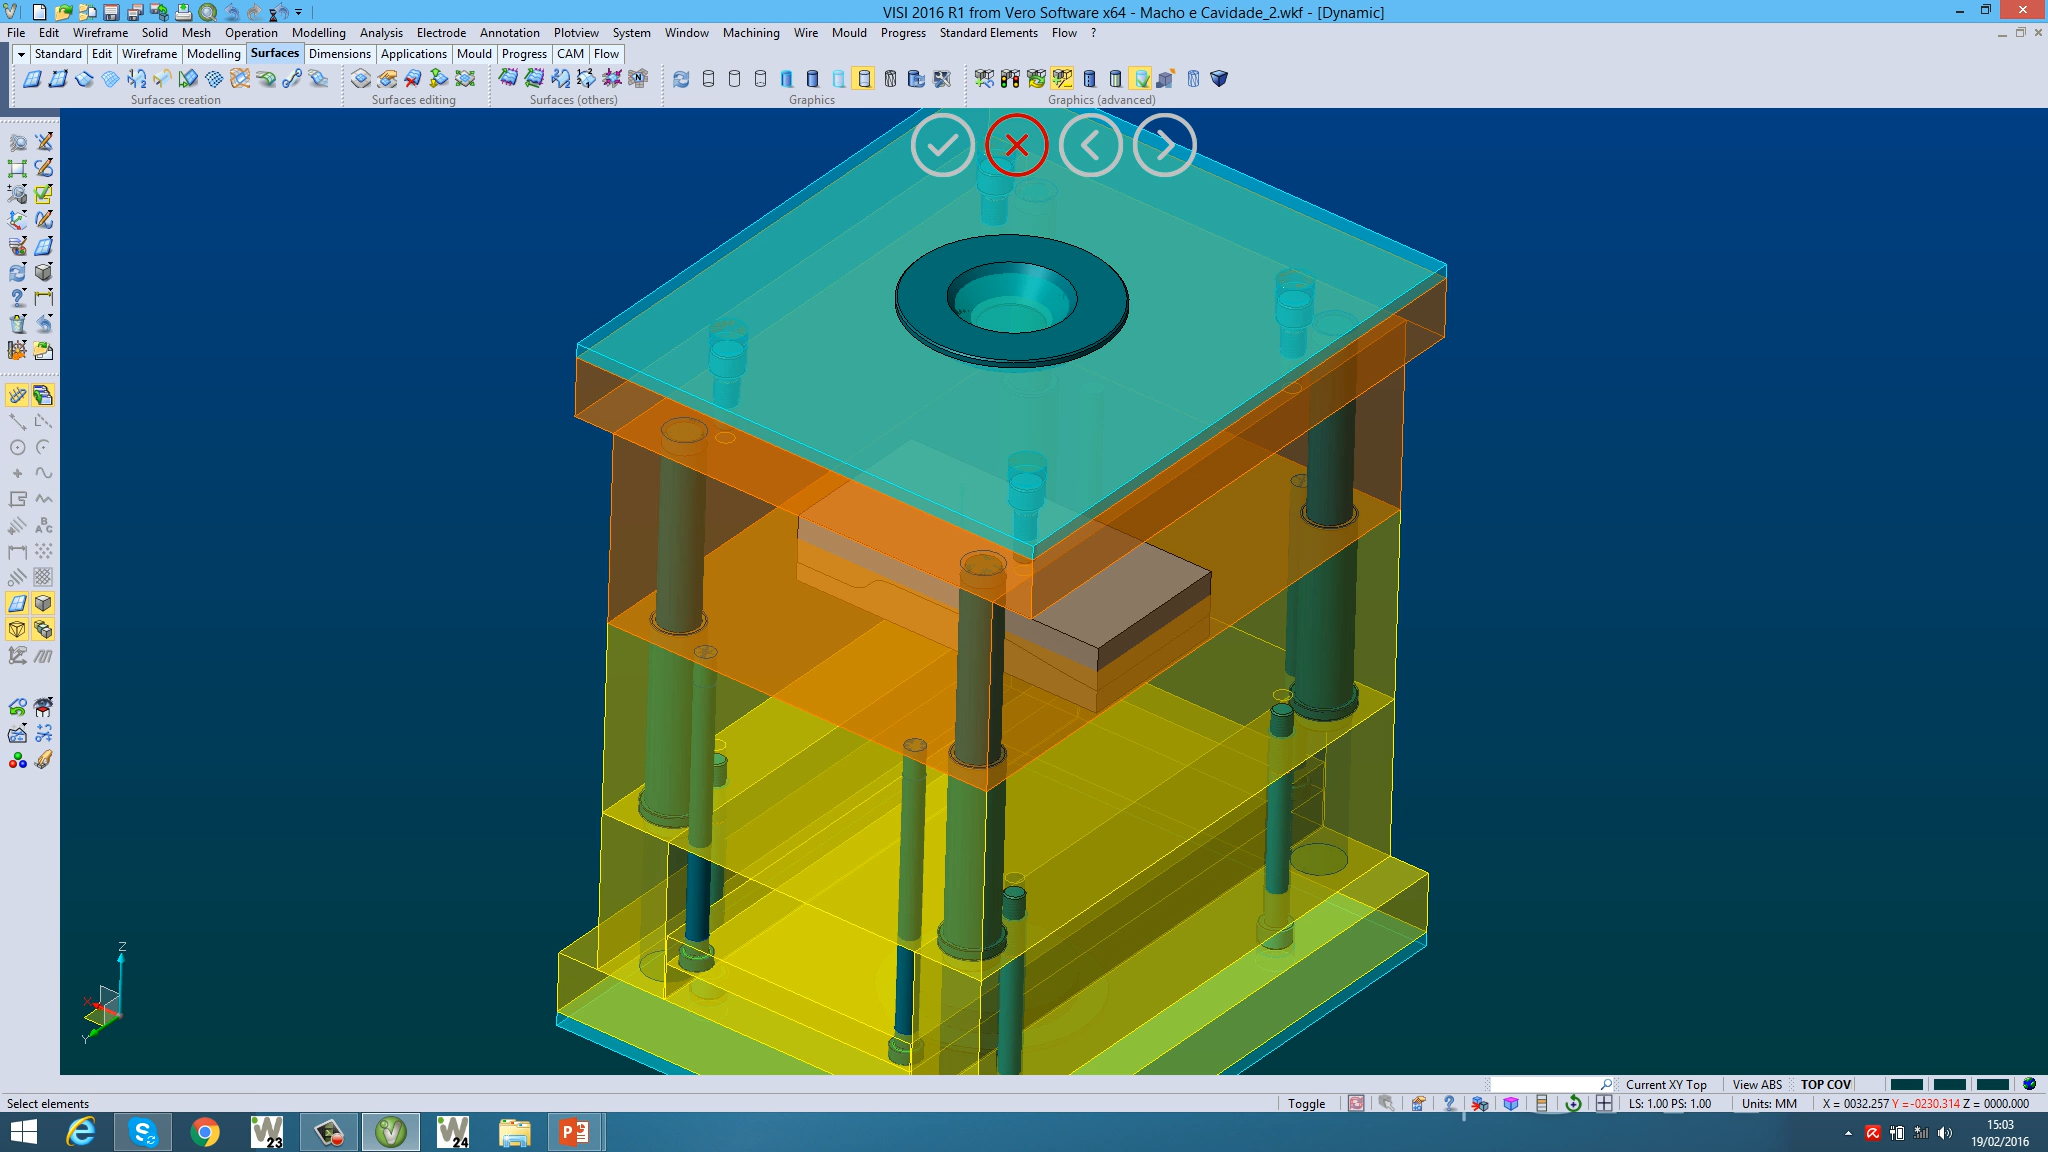 VISI 2016 R1 from Vero Software x64 - Macho e Cavidade_2.wkf - [Dynamic]
File Edit Wireframe Solid Mesh Operation Modelling Analysis Electrode Annotation Plotview System Window Machining Wire Mould Progress Standard Elements Flow ?
Standard Edit Wireframe Modelling Surfaces Dimensions Applications Mould Progress CAM Flow
Surfaces creation Surfaces editing Surfaces (others) Graphics Graphics (advanced)
Z
X
Y
Current XY Top View ABS TOP COV
Select elements Toggle LS: 1.00 PS: 1.00 Units: MM X = 0032.257 Y =-0230.314 Z = 0000.000
W 23 W 24
15:03
19/02/2016